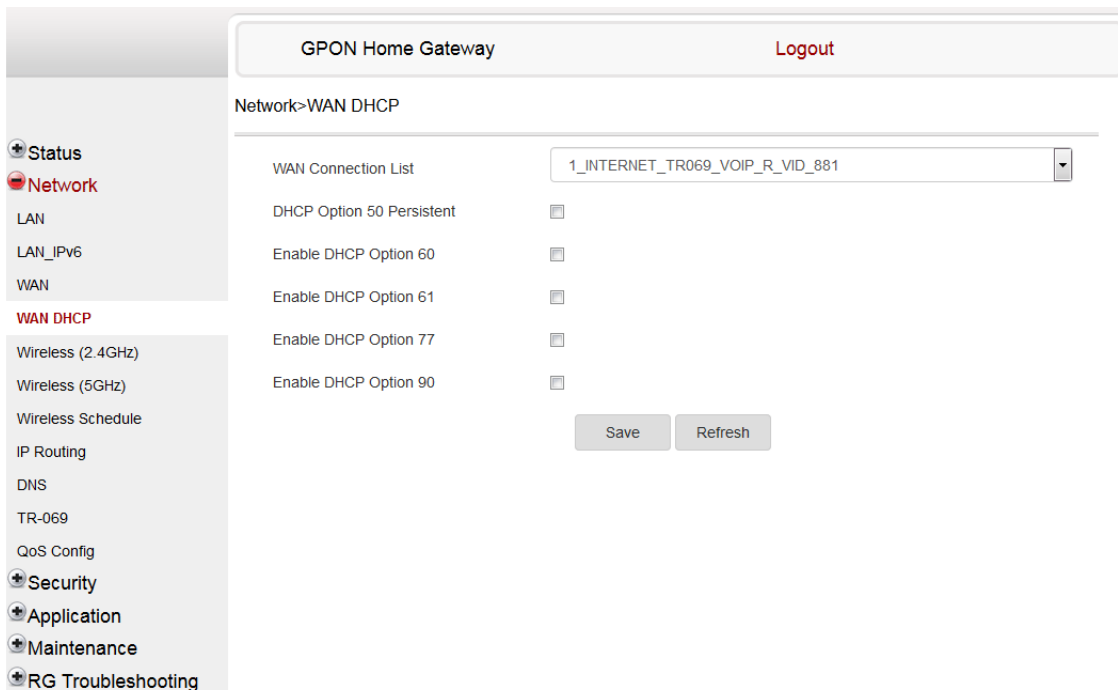 GPON Home Gateway
Logout
Network>WAN DHCP
Status
Network
LAN
LAN_IPv6
WAN
WAN DHCP
Wireless (2.4GHz)
Wireless (5GHz)
Wireless Schedule
IP Routing
DNS
TR-069
QoS Config
Security
Application
Maintenance
RG Troubleshooting
WAN Connection List
1_INTERNET_TR069_VOIP_R_VID_881
DHCP Option 50 Persistent
Enable DHCP Option 60
Enable DHCP Option 61
Enable DHCP Option 77
Enable DHCP Option 90
Save
Refresh